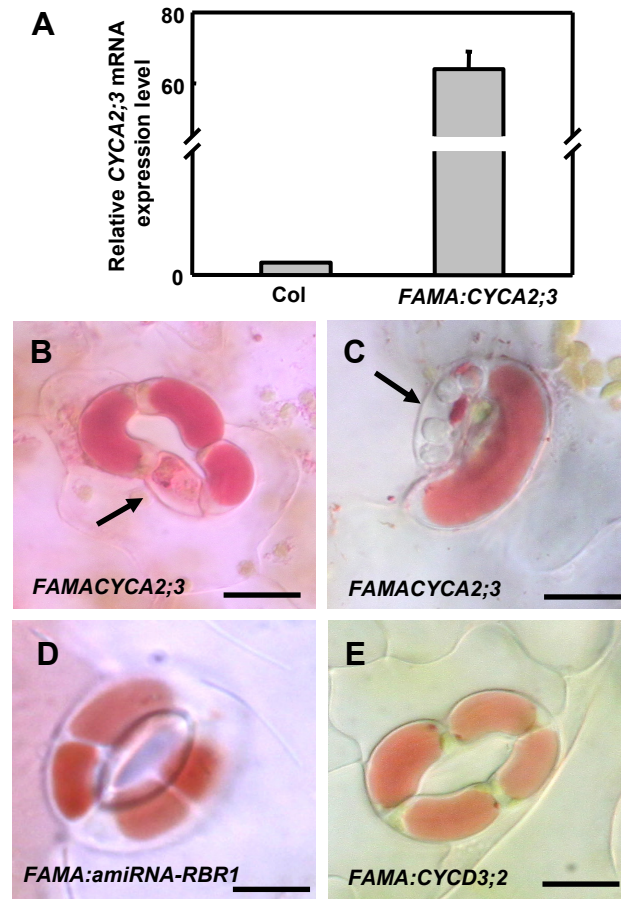 A
Relative CYCA2;3 mRNA
expression level
80
60
0
Col
FAMA:CYCA2;3
B
FAMACYCA2;3
C
FAMACYCA2;3
D
FAMA:amiRNA-RBR1
E
FAMA:CYCD3;2